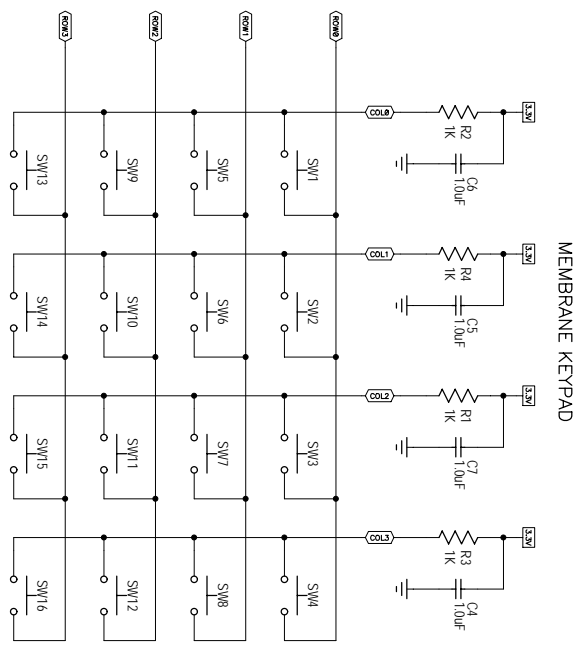 MEMBRANE KEYPAD
3.3V
3.3V
3.3V
3.3V
R2
1K
C6
1.0uF
R4
1K
C5
1.0uF
R1
1K
C7
1.0uF
R3
1K
C4
1.0uF
COL0
COL1
COL2
COL3
ROW0
SW1
SW2
SW3
SW4
ROW1
SW5
SW6
SW7
SW8
ROW2
SW9
SW10
SW11
SW12
ROW3
SW13
SW14
SW15
SW16